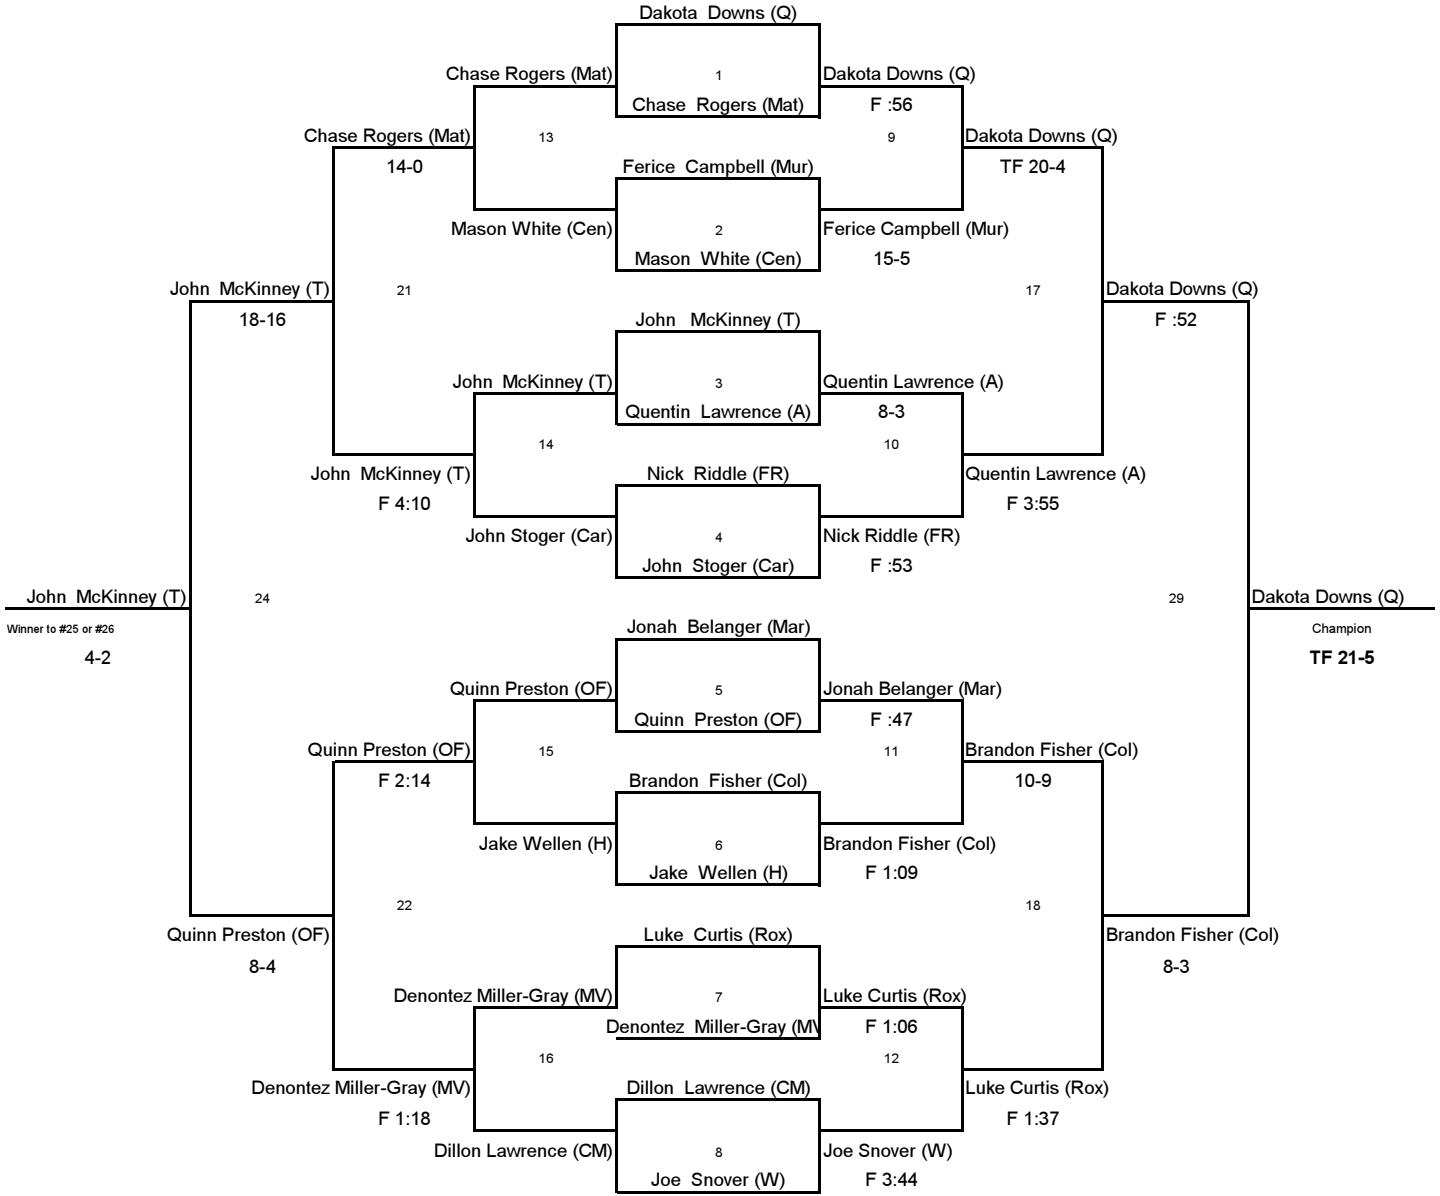 Dakota Downs (Q)
Chase Rogers (Mat) 1 Dakota Downs (Q)
Chase Rogers (Mat) F :56
Chase Rogers (Mat) 13 9 Dakota Downs (Q)
14-0 Ferice Campbell (Mur) TF 20-4
Mason White (Cen) 2 Ferice Campbell (Mur)
Mason White (Cen) 15-5
John McKinney (T) 21 17 Dakota Downs (Q)
18-16 John McKinney (T) F :52
John McKinney (T) 3 Quentin Lawrence (A)
Quentin Lawrence (A) 8-3
14 10
John McKinney (T) Nick Riddle (FR) Quentin Lawrence (A)
F 4:10 F 3:55
John Stoger (Car) 4 Nick Riddle (FR)
John Stoger (Car) F :53
John McKinney (T) 24 29 Dakota Downs (Q)
Winner to #25 or #26 Jonah Belanger (Mar) Champion
4-2 TF 21-5
Quinn Preston (OF) 5 Jonah Belanger (Mar)
Quinn Preston (OF) F :47
Quinn Preston (OF) 15 11 Brandon Fisher (Col)
F 2:14 Brandon Fisher (Col) 10-9
Jake Wellen (H) 6 Brandon Fisher (Col)
Jake Wellen (H) F 1:09
22 18
Quinn Preston (OF) Luke Curtis (Rox) Brandon Fisher (Col)
8-4 8-3
Denontez Miller-Gray (MV) 7 Luke Curtis (Rox)
Denontez Miller-Gray (MV F 1:06
16 12
Denontez Miller-Gray (MV) Dillon Lawrence (CM) Luke Curtis (Rox)
F 1:18 F 1:37
Dillon Lawrence (CM) 8 Joe Snover (W)
Joe Snover (W) F 3:44